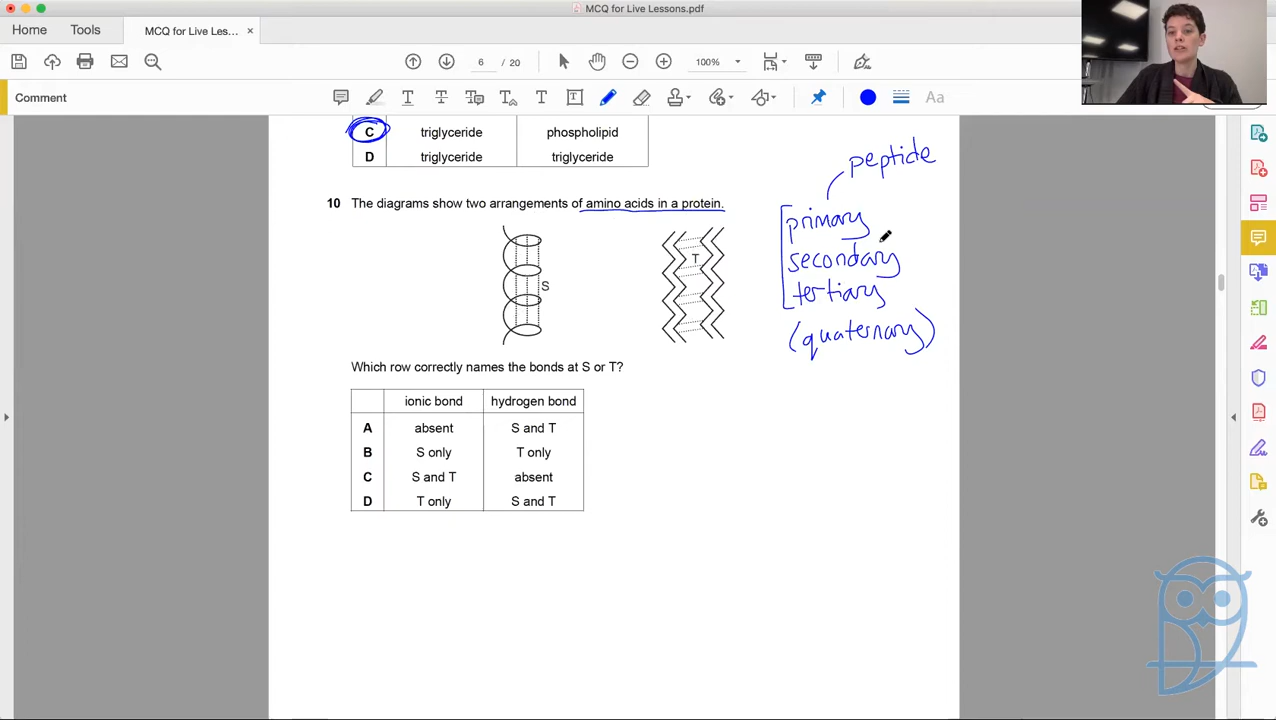 MCQ for Live Lessons.pdf
Home
Tools
MCQ for Live Les...
×
6 / 20
100%
Comment
Aa
C triglyceride phospholipid
D triglyceride triglyceride
peptide
10 The diagrams show two arrangements of amino acids in a protein.
primary
secondary
tertiary
(quaternary)
S
T
Which row correctly names the bonds at S or T?
ionic bond hydrogen bond
A absent S and T
B S only T only
C S and T absent
D T only S and T